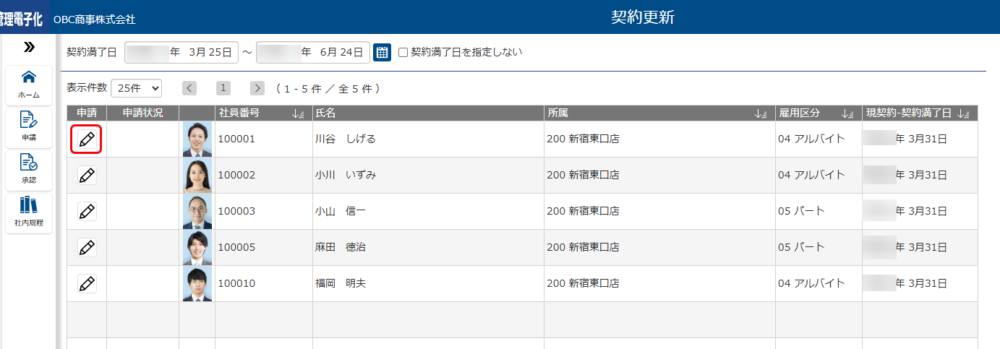 管理電子化 OBC商事株式会社 契約更新
契約満了日 年 3月25日 ～ 年 6月24日 契約満了日を指定しない
ホーム
申請
承認
社内規程
表示件数 25件 < 1 > ( 1 - 5 件 ／ 全 5 件 )
申請 申請状況 社員番号 氏名 所属 雇用区分 現契約-契約満了日
100001 川谷　しげる 200 新宿東口店 04 アルバイト 年 3月31日
100002 小川　いずみ 200 新宿東口店 04 アルバイト 年 3月31日
100003 小山　信一 200 新宿東口店 05 パート 年 3月31日
100005 麻田　徳治 200 新宿東口店 05 パート 年 3月31日
100010 福岡　明夫 200 新宿東口店 04 アルバイト 年 3月31日